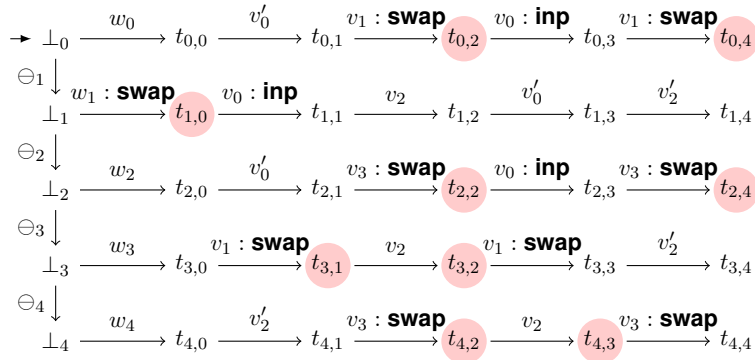 w₀ v′₀ v₁ : swap v₀ : inp v₁ : swap
⊥₀ t₀,₀ t₀,₁ t₀,₂ t₀,₃ t₀,₄
⊖₁ w₁ : swap v₀ : inp v₂ v′₀ v′₂
⊥₁ t₁,₀ t₁,₁ t₁,₂ t₁,₃ t₁,₄
⊖₂ w₂ v′₀ v₃ : swap v₀ : inp v₃ : swap
⊥₂ t₂,₀ t₂,₁ t₂,₂ t₂,₃ t₂,₄
⊖₃ w₃ v₁ : swap v₂ v₁ : swap v′₂
⊥₃ t₃,₀ t₃,₁ t₃,₂ t₃,₃ t₃,₄
⊖₄ w₄ v′₂ v₃ : swap v₂ v₃ : swap
⊥₄ t₄,₀ t₄,₁ t₄,₂ t₄,₃ t₄,₄